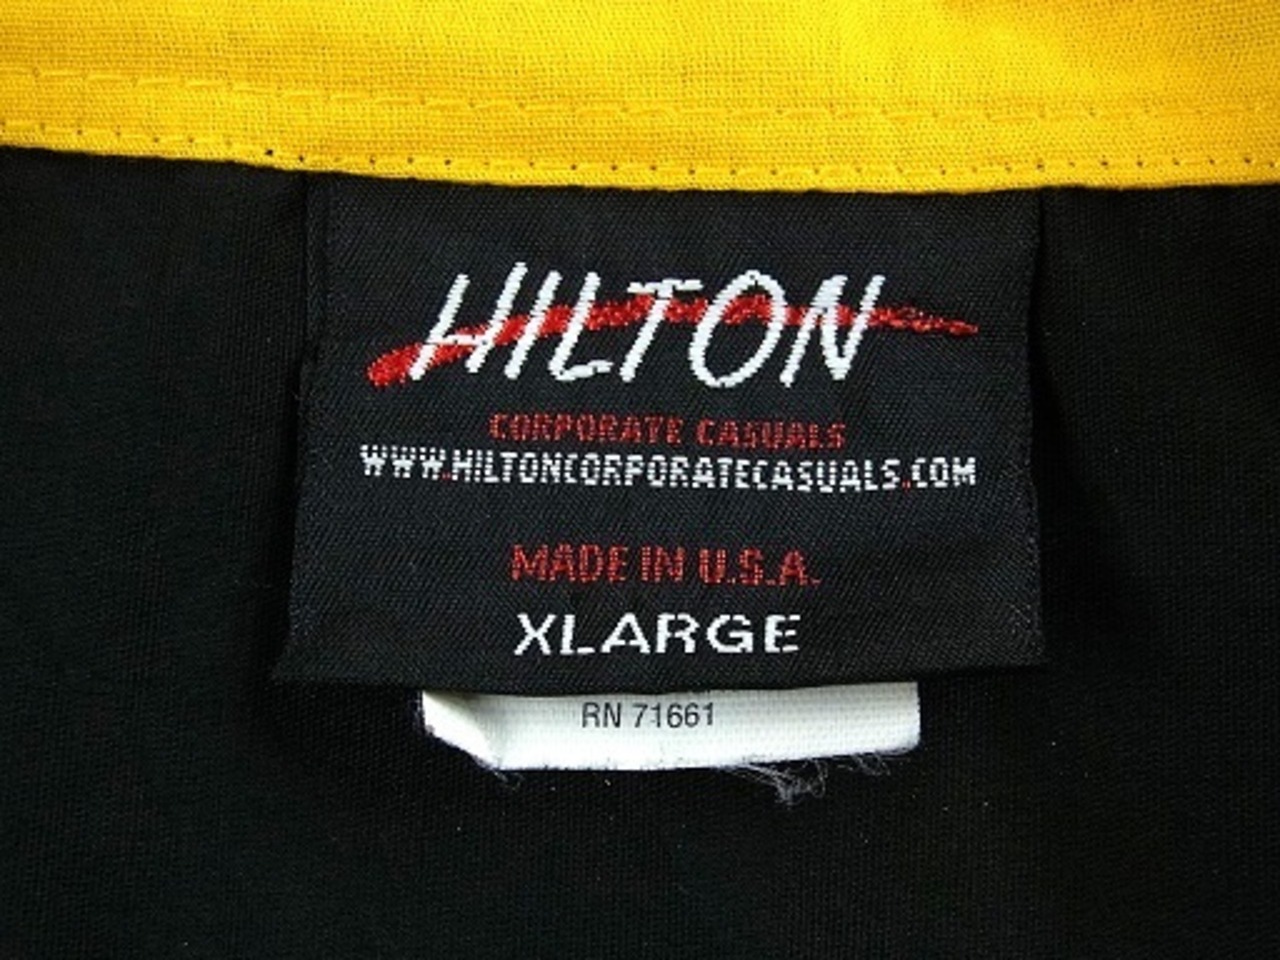 HILTON
CORPORATE CASUALS
WWW.HILTONCORPORATECASUALS.COM
MADE IN U.S.A.
XLARGE
RN 71661